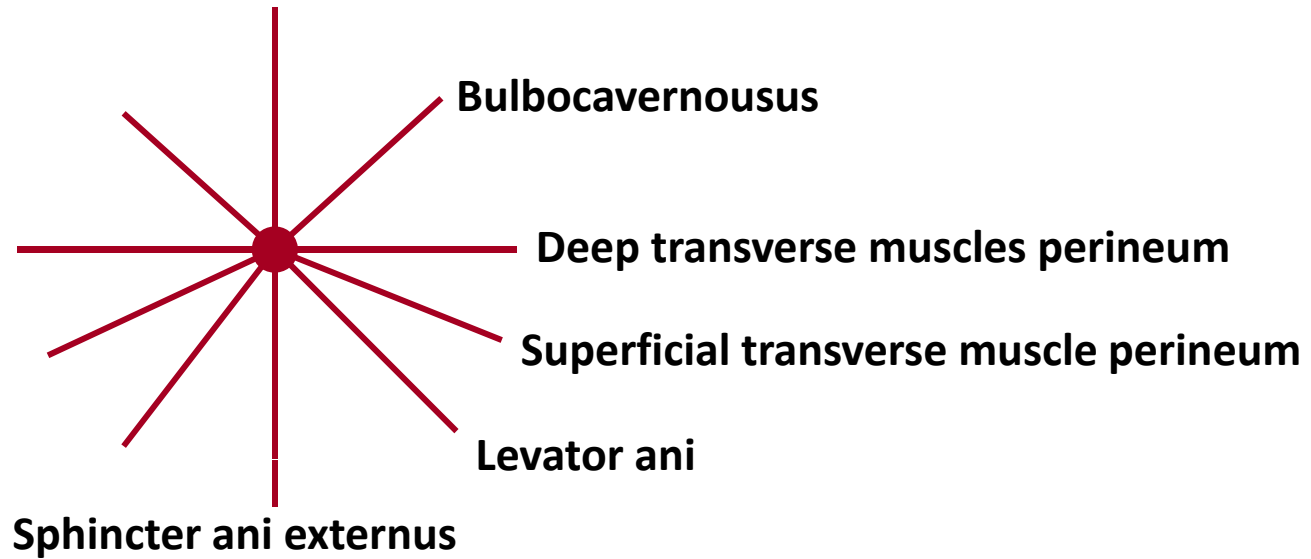 Bulbocavernousus
Deep transverse muscles perineum
Superficial transverse muscle perineum
Levator ani
Sphincter ani externus